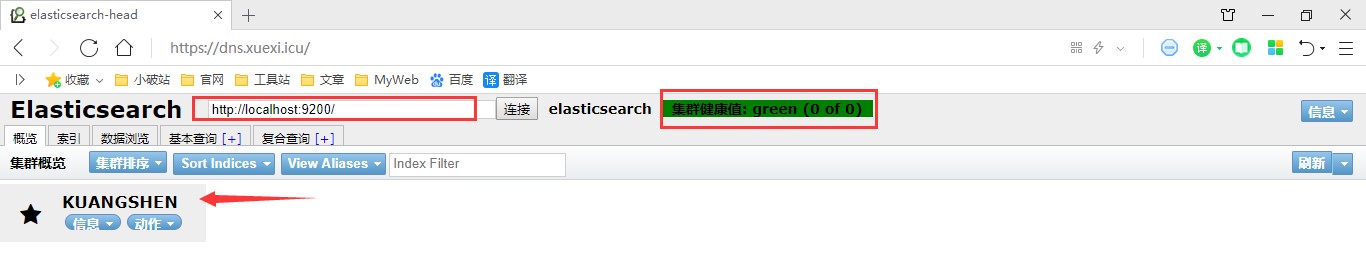 elasticsearch-head
https://dns.xuexi.icu/
译
收藏 小破站 官网 工具站 文章 MyWeb 百度 译 翻译
Elasticsearch http://localhost:9200/ 连接 elasticsearch 集群健康值: green (0 of 0) 信息
概览 索引 数据浏览 基本查询 [+] 复合查询 [+]
集群概览 集群排序 Sort Indices View Aliases Index Filter 刷新
KUANGSHEN
信息 动作